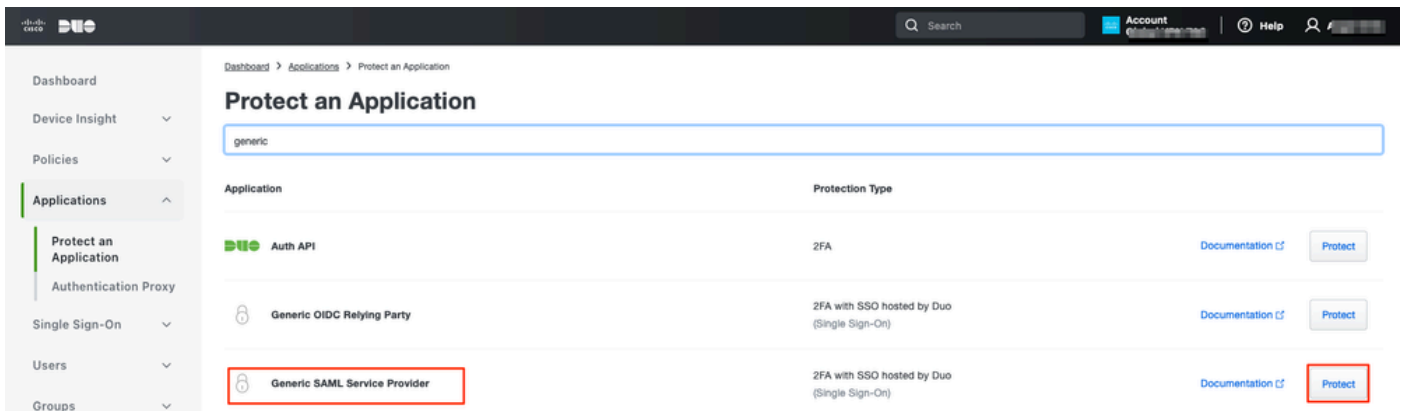 cisco DUO
Search
Account
Help
Dashboard
Device Insight
Policies
Applications
Protect an
Application
Authentication Proxy
Single Sign-On
Users
Groups
Dashboard > Applications > Protect an Application
Protect an Application
generic
Application Protection Type
DUO Auth API 2FA Documentation Protect
Generic OIDC Relying Party 2FA with SSO hosted by Duo Documentation Protect
(Single Sign-On)
Generic SAML Service Provider 2FA with SSO hosted by Duo Documentation Protect
(Single Sign-On)